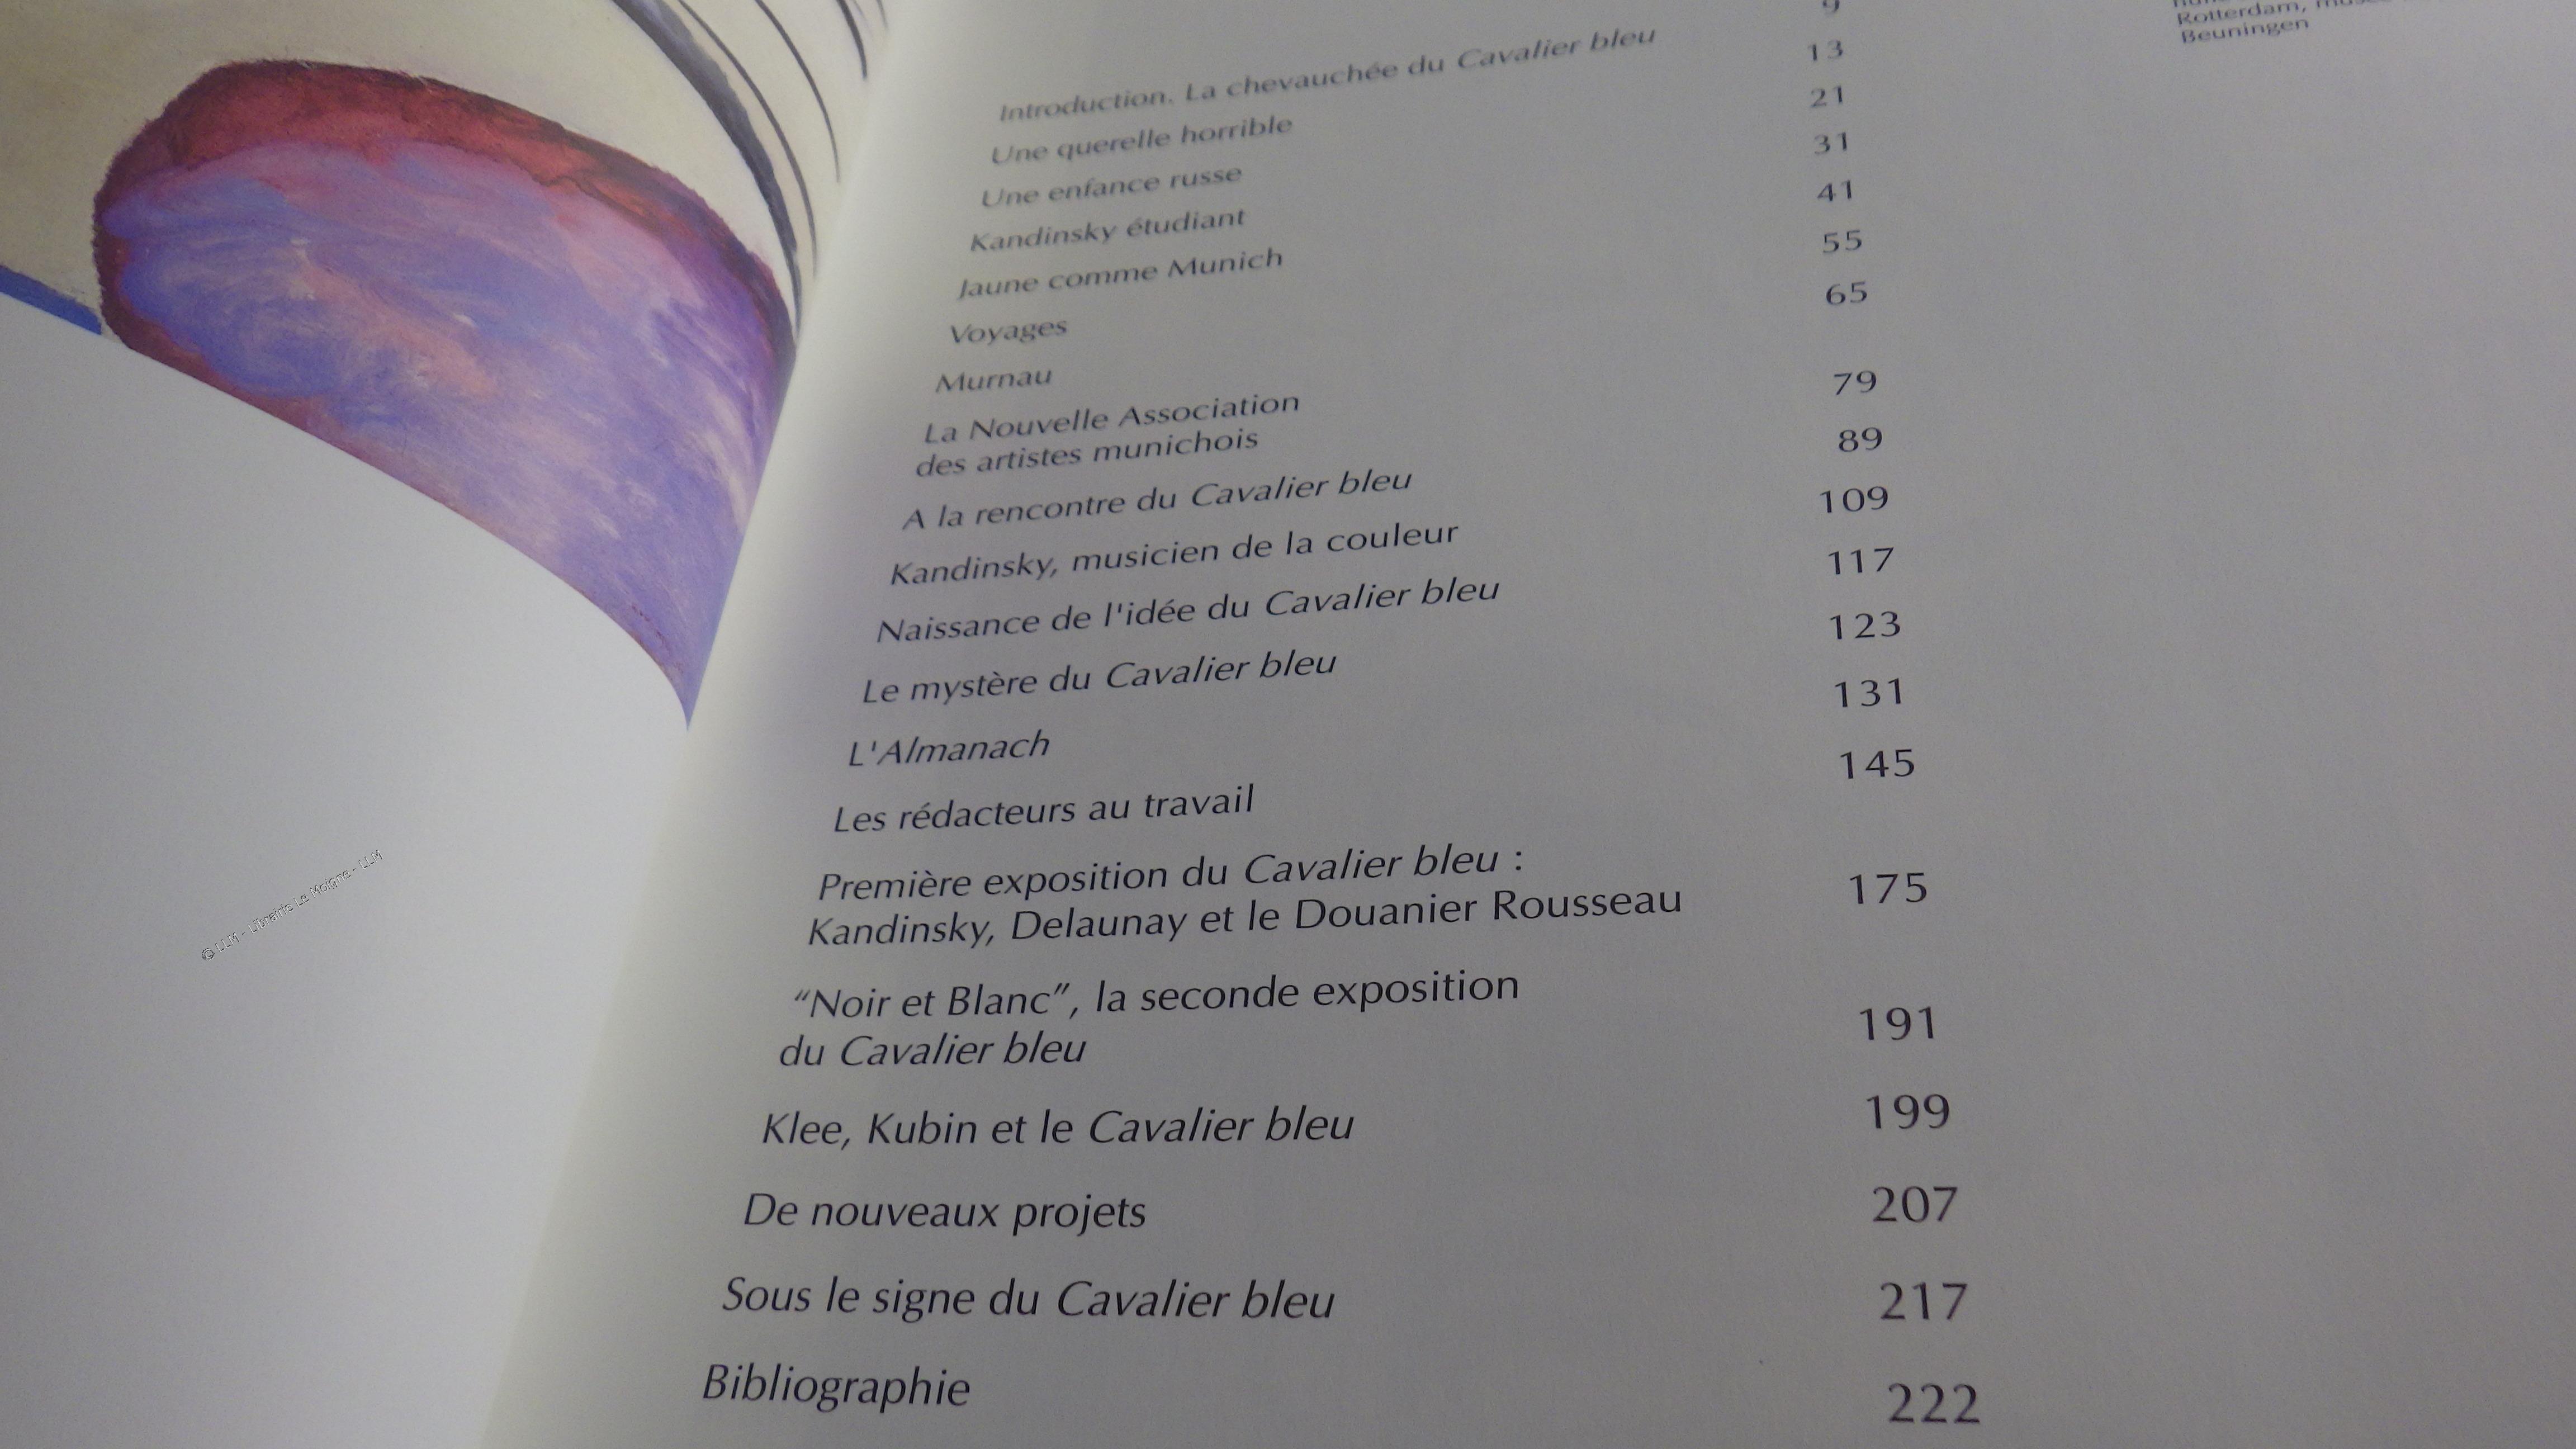 Introduction. La chevauchée du Cavalier bleu 9
Une querelle horrible 13
Une enfance russe 21
Kandinsky étudiant 31
Jaune comme Munich 41
Voyages 55
Murnau 65
La Nouvelle Association
des artistes munichois 79
A la rencontre du Cavalier bleu 89
Kandinsky, musicien de la couleur 109
Naissance de l'idée du Cavalier bleu 117
Le mystère du Cavalier bleu 123
L'Almanach 131
Les rédacteurs au travail 145
Première exposition du Cavalier bleu :
Kandinsky, Delaunay et le Douanier Rousseau 175
“Noir et Blanc”, la seconde exposition
du Cavalier bleu 191
Klee, Kubin et le Cavalier bleu 199
De nouveaux projets 207
Sous le signe du Cavalier bleu 217
Bibliographie 222
Rotterdam,
Beuningen
© LLM - Librairie Le Moigne - LLM